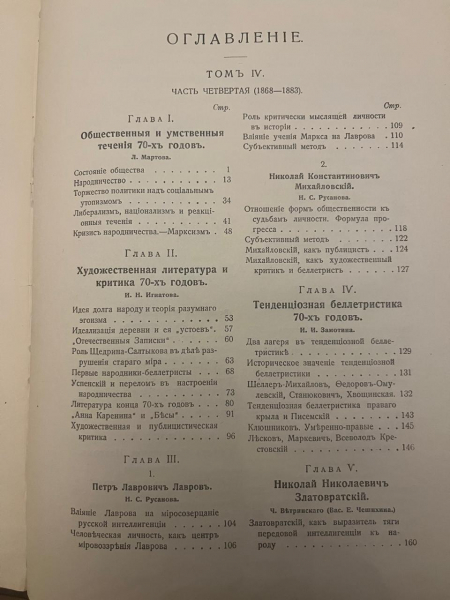 ОГЛАВЛЕНІЕ.
ТОМЪ IV.
ЧАСТЬ ЧЕТВЕРТАЯ (1868—1883).
Стр.
ГЛАВА I.
Общественныя и умственныя
теченія 70-хъ годовъ.
Л. Мартова.
Состояніе общества . . . . . . . . 1
Народничество . . . . . . . . . . 13
Торжество политики надъ соціальнымъ
утопизмомъ . . . . . . . . . . 34
Либерализмъ, націонализмъ и реакціонныя теченія . . . . . . . . . 41
Кризисъ народничества.—Марксизмъ . 48
ГЛАВА II.
Художественная литература и
критика 70-хъ годовъ.
И. Н. Игнатова.
Идея долга народу и теорія разумнаго
эгоизма . . . . . . . . . . . 53
Идеализація деревни и ея „устоевъ“. 57
„Отечественныя Записки“ . . . . . 60
Роль Щедрина-Салтыкова въ дѣлѣ разрушенія стараго міра . . . . . . 63
Первые народники-беллетристы . . . 68
Успенскій и переломъ въ настроеніи
народничества . . . . . . . . . 73
Литература конца 70-хъ годовъ . . . 80
„Анна Каренина“ и „Бѣсы“ . . . . 91
Художественная и публицистическая
критика . . . . . . . . . . . 96
ГЛАВА III.
1.
Петръ Лавровичъ Лавровъ.
Н. С. Русанова.
Вліяніе Лаврова на міросозерцаніе
русской интеллигенціи . . . . . . 104
Человѣческая личность, какъ центръ
міровоззрѣнія Лаврова . . . . . . 106
Стр.
Роль критически мыслящей личности
въ исторіи . . . . . . . . . . 109
Вліяніе ученія Маркса на Лаврова . 110
Субъективный методъ . . . . . . . 114
2.
Николай Константиновичъ
Михайловскій.
Н. С. Русанова.
Отношеніе формъ общественности къ
судьбамъ личности. Формула прогресса . . . . . . . . . . . . 118
Субъективный методъ . . . . . . . 122
Михайловскій, какъ публицистъ . . . 124
Михайловскій, какъ художественный
критикъ и беллетристъ . . . . . . 127
ГЛАВА IV.
Тенденціозная беллетристика
70-хъ годовъ.
И. И. Замотина.
Два лагеря въ тенденціозной беллетристикѣ . . . . . . . . . . . 129
Историческое значеніе тенденціозной
беллетристики . . . . . . . . . 131
Шеллеръ-Михайловъ, Ѳедоровъ-Омулевскій, Станюковичъ, Хвощинская. 132
Тенденціозная беллетристика праваго
крыла и Писемскій . . . . . . . 143
Клюшниковъ. Умѣренно-правые . . . 145
Лѣсковъ, Маркевичъ, Всеволодъ Крестовскій . . . . . . . . . . . 146
ГЛАВА V.
Николай Николаевичъ
Златовратскій.
Ч. Вѣтринскаго (Вас. Е. Чешихина).
Златовратскій, какъ выразитель тяги
передовой интеллигенціи къ народу . . . . . . . . . . . . . 160